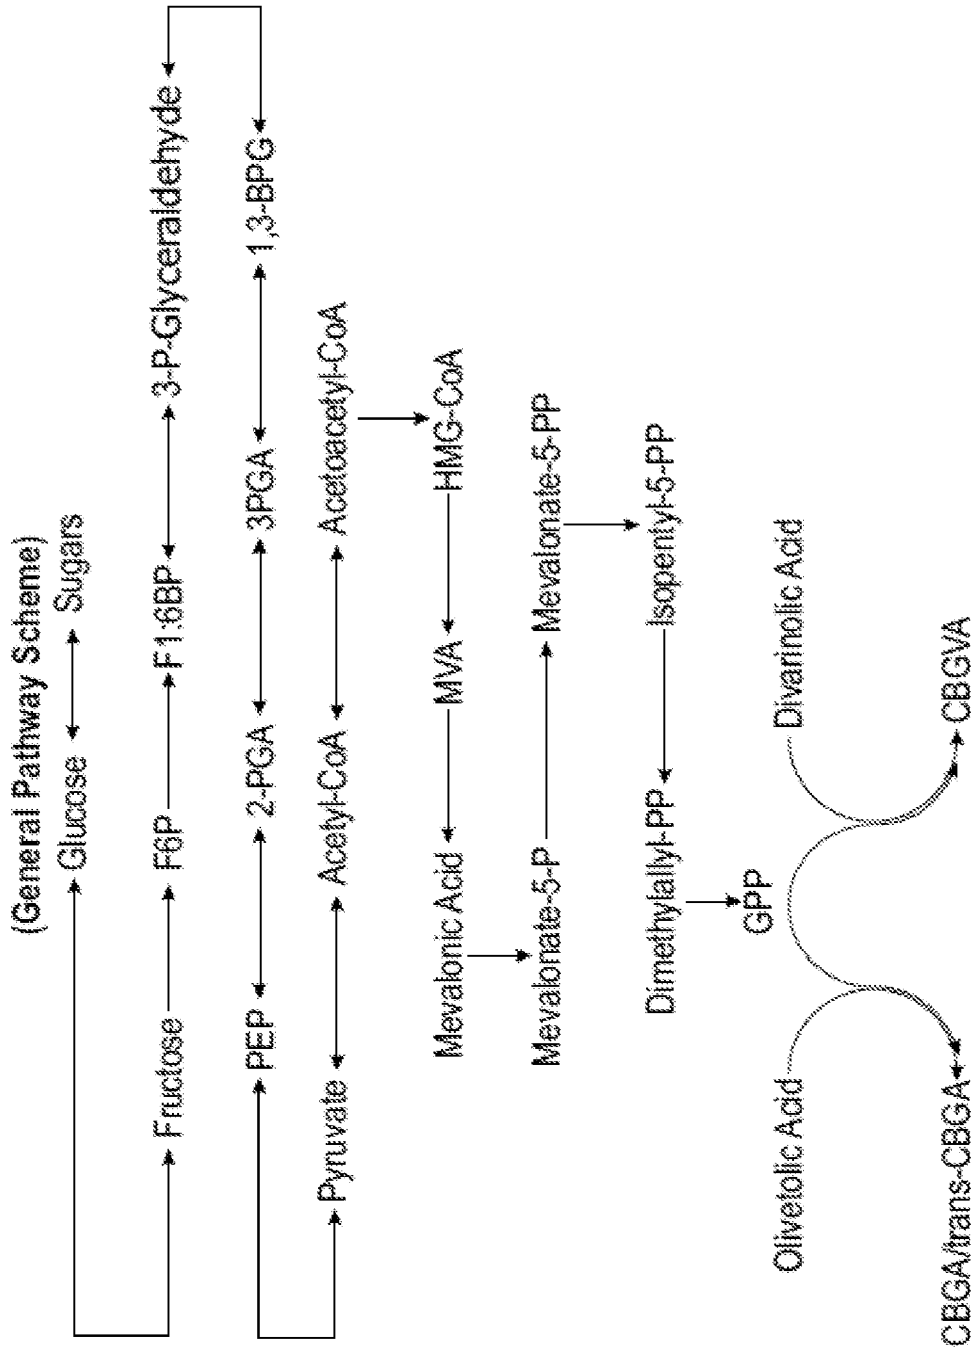 (General Pathway Scheme)
Glucose Sugars
Fructose F6P F1:6BP 3-P-Glyceraldehyde
PEP 2-PGA 3PGA 1,3-BPG
Pyruvate Acetyl-CoA Acetoacetyl-CoA
Mevalonic Acid MVA HMG-CoA
Mevalonate-5-P Mevalonate-5-PP
Dimethylallyl-PP Isopentyl-5-PP
GPP
Olivetolic Acid Divarinolic Acid
CBGA/trans-CBGA CBGVA